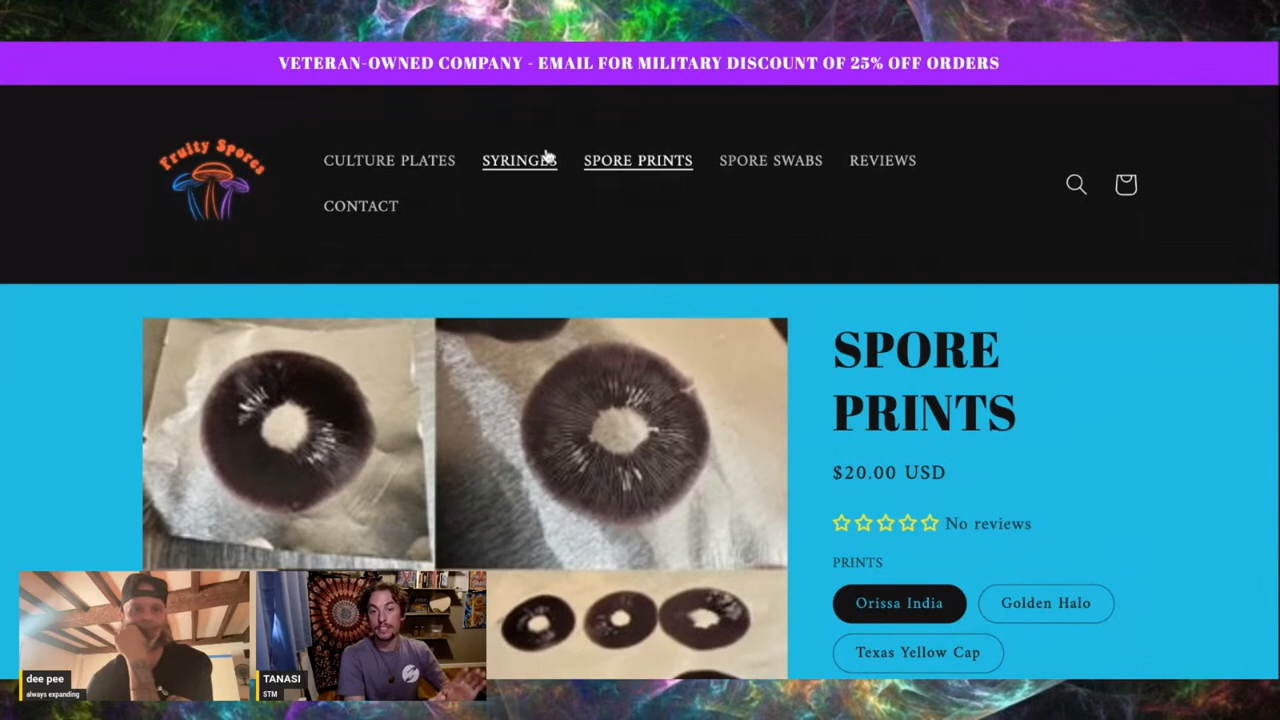 VETERAN-OWNED COMPANY - EMAIL FOR MILITARY DISCOUNT OF 25% OFF ORDERS
Fruity Spores
CULTURE PLATES SYRINGES SPORE PRINTS SPORE SWABS REVIEWS
CONTACT
SPORE
PRINTS
$20.00 USD
No reviews
PRINTS
Orissa India Golden Halo
Texas Yellow Cap
dee pee
always expanding
TANASI
STM